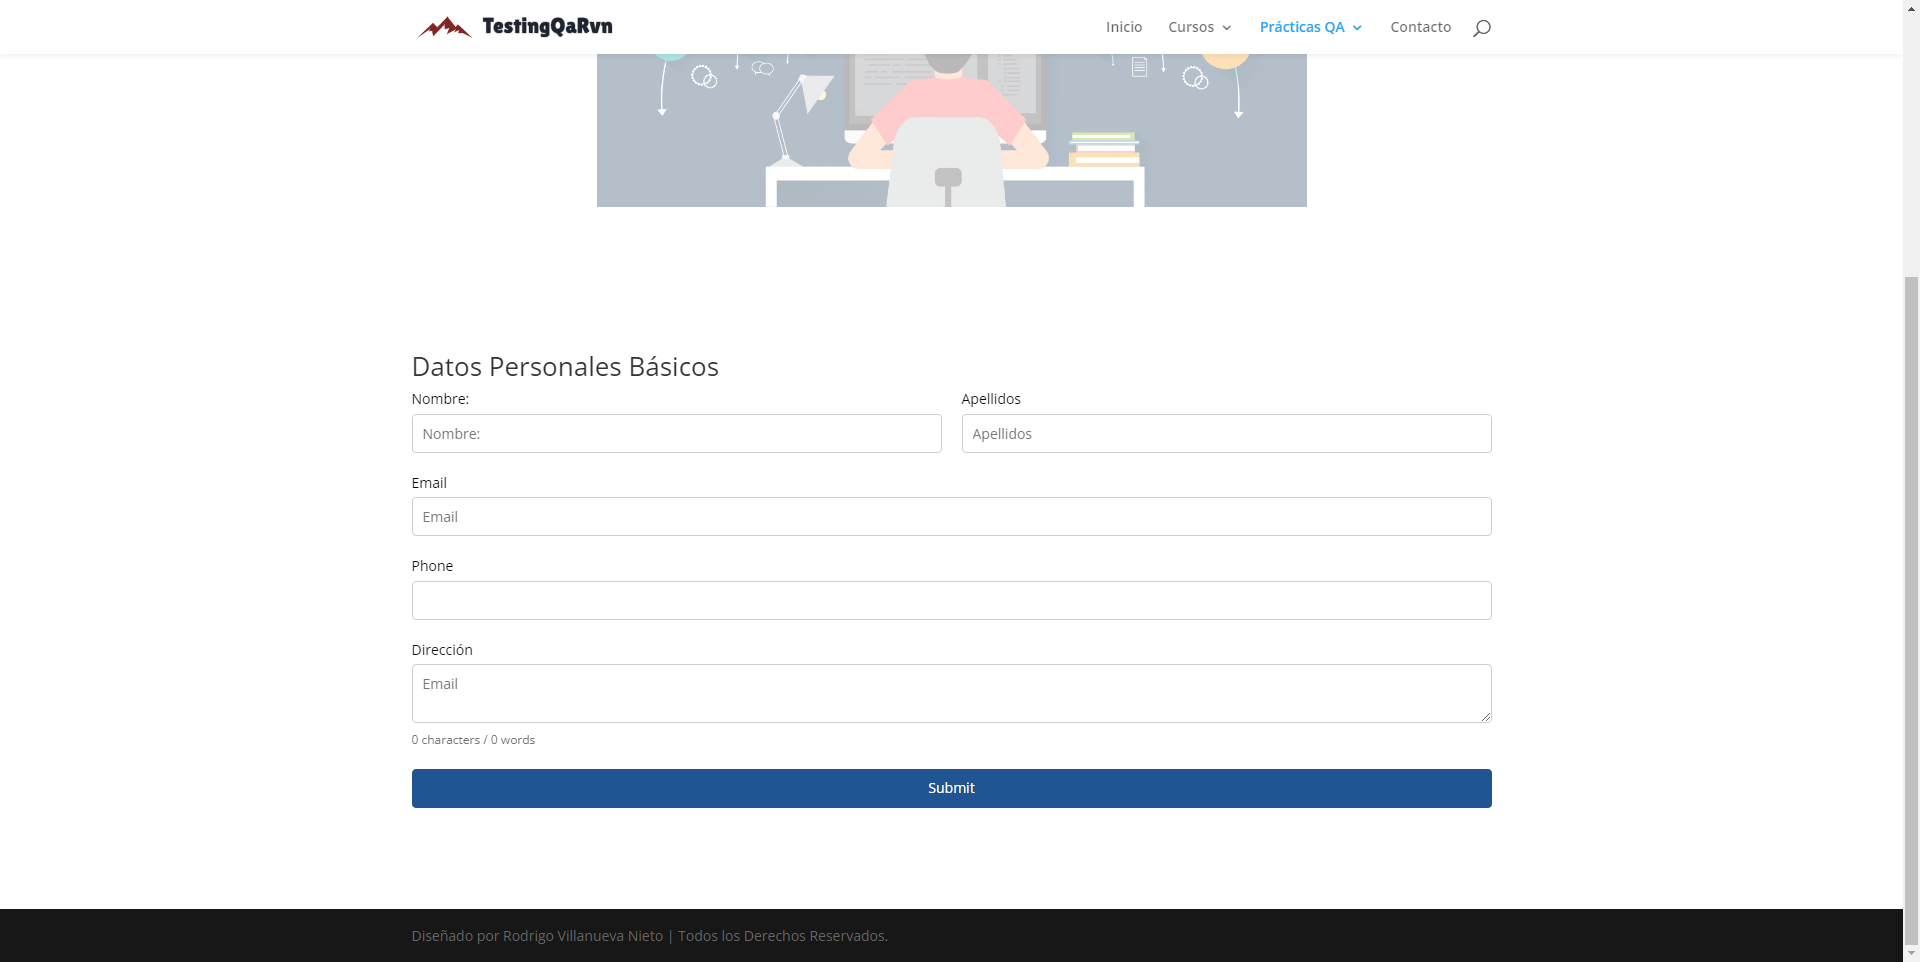 TestingQaRvn
Inicio Cursos Prácticas QA Contacto
Datos Personales Básicos
Nombre: Apellidos
Nombre: Apellidos
Email
Email
Phone
Dirección
Email
0 characters / 0 words
Submit
Diseñado por Rodrigo Villanueva Nieto | Todos los Derechos Reservados.